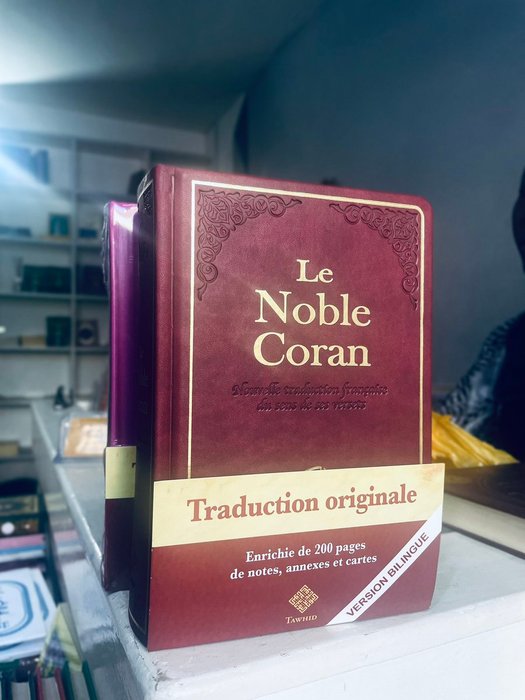 Le
Noble
Coran
Nouvelle traduction française
du sens de ses versets
Traduction originale
Enrichie de 200 pages
de notes, annexes et cartes
VERSION BILINGUE
TAWHID